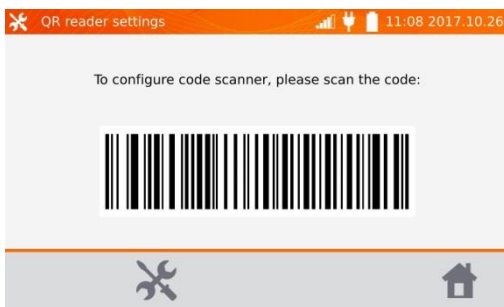 QR reader settings
11:08 2017.10.26
To configure code scanner, please scan the code: